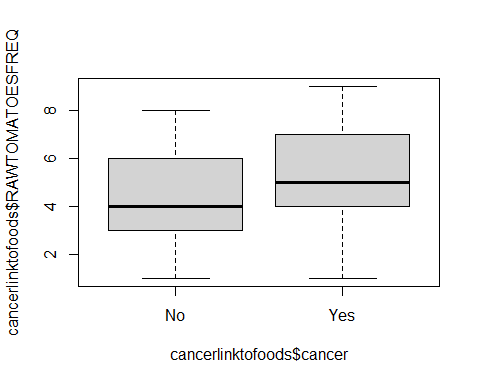 cancerlinktofoods$RAWTOMATOESFREQ
8
6
4
2
No Yes
cancerlinktofoods$cancer